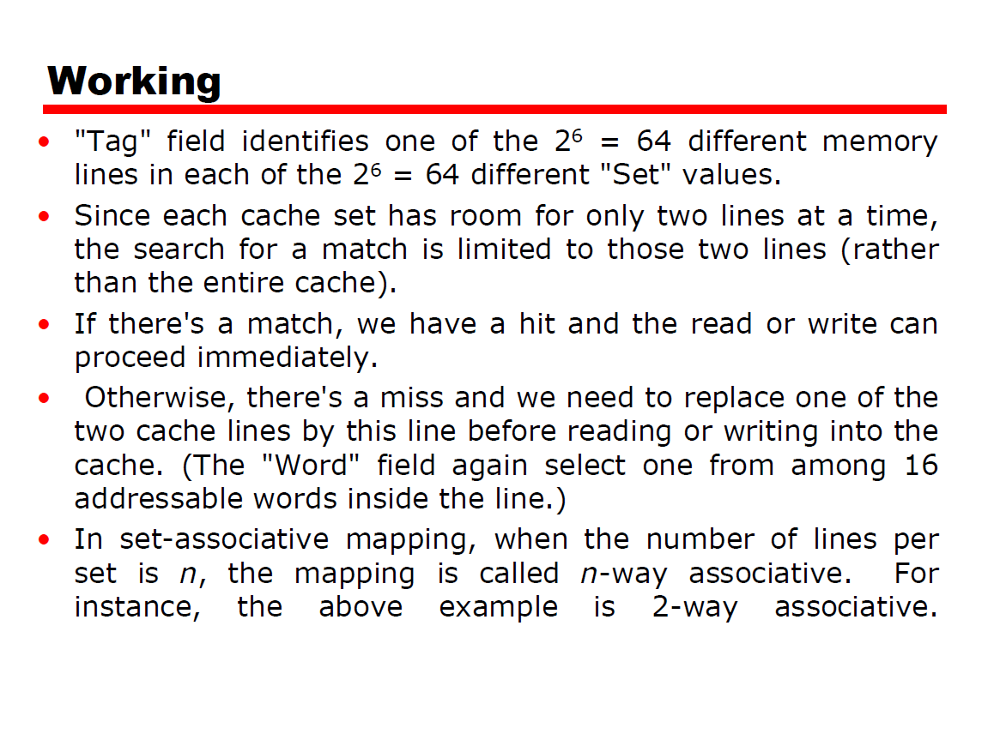 Working
• "Tag" field identifies one of the 2⁶ = 64 different memory
lines in each of the 2⁶ = 64 different "Set" values.
• Since each cache set has room for only two lines at a time,
the search for a match is limited to those two lines (rather
than the entire cache).
• If there's a match, we have a hit and the read or write can
proceed immediately.
• Otherwise, there's a miss and we need to replace one of the
two cache lines by this line before reading or writing into the
cache. (The "Word" field again select one from among 16
addressable words inside the line.)
• In set-associative mapping, when the number of lines per
set is n, the mapping is called n-way associative. For
instance, the above example is 2-way associative.